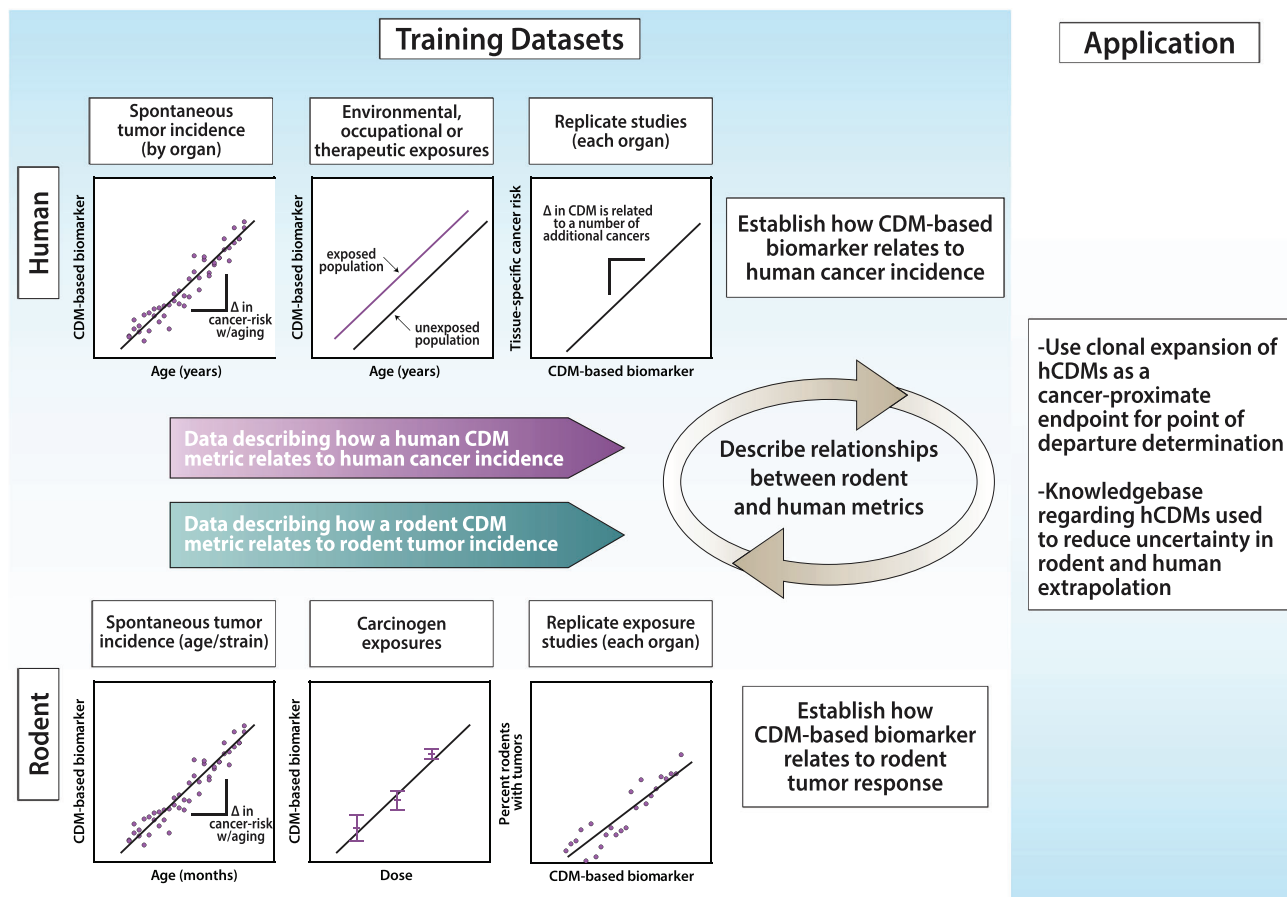 Training Datasets
Application
Human
Spontaneous
tumor incidence
(by organ)
CDM-based biomarker
Δ in
cancer-risk
w/aging
Age (years)
Environmental,
occupational or
therapeutic exposures
CDM-based biomarker
exposed
population
unexposed
population
Age (years)
Replicate studies
(each organ)
Tissue-specific cancer risk
Δ in CDM is related
to a number of
additional cancers
CDM-based biomarker
Establish how CDM-based
biomarker relates to
human cancer incidence
Data describing how a human CDM
metric relates to human cancer incidence
Data describing how a rodent CDM
metric relates to rodent tumor incidence
Describe relationships
between rodent
and human metrics
Rodent
Spontaneous tumor
incidence (age/strain)
CDM-based biomarker
Δ in
cancer-risk
w/aging
Age (months)
Carcinogen
exposures
CDM-based biomarker
Dose
Replicate exposure
studies (each organ)
Percent rodents
with tumors
CDM-based biomarker
Establish how
CDM-based biomarker
relates to rodent
tumor response
-Use clonal expansion of
hCDMs as a
cancer-proximate
endpoint for point of
departure determination
-Knowledgebase
regarding hCDMs used
to reduce uncertainty in
rodent and human
extrapolation